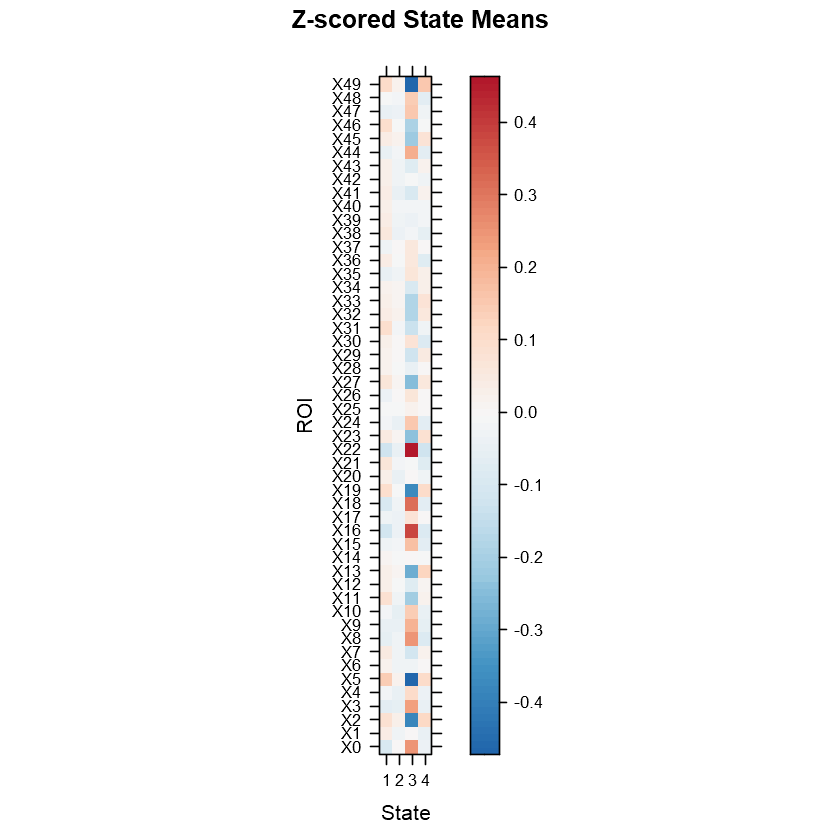 Z-scored State Means
X49
X48
X47
X46
X45
X44
X43
X42
X41
X40
X39
X38
X37
X36
X35
X34
X33
X32
X31
X30
X29
X28
X27
X26
X25
X24
X23
X22
X21
X20
X19
X18
X17
X16
X15
X14
X13
X12
X11
X10
X9
X8
X7
X6
X5
X4
X3
X2
X1
X0
ROI
1 2 3 4
State
0.4
0.3
0.2
0.1
0.0
-0.1
-0.2
-0.3
-0.4